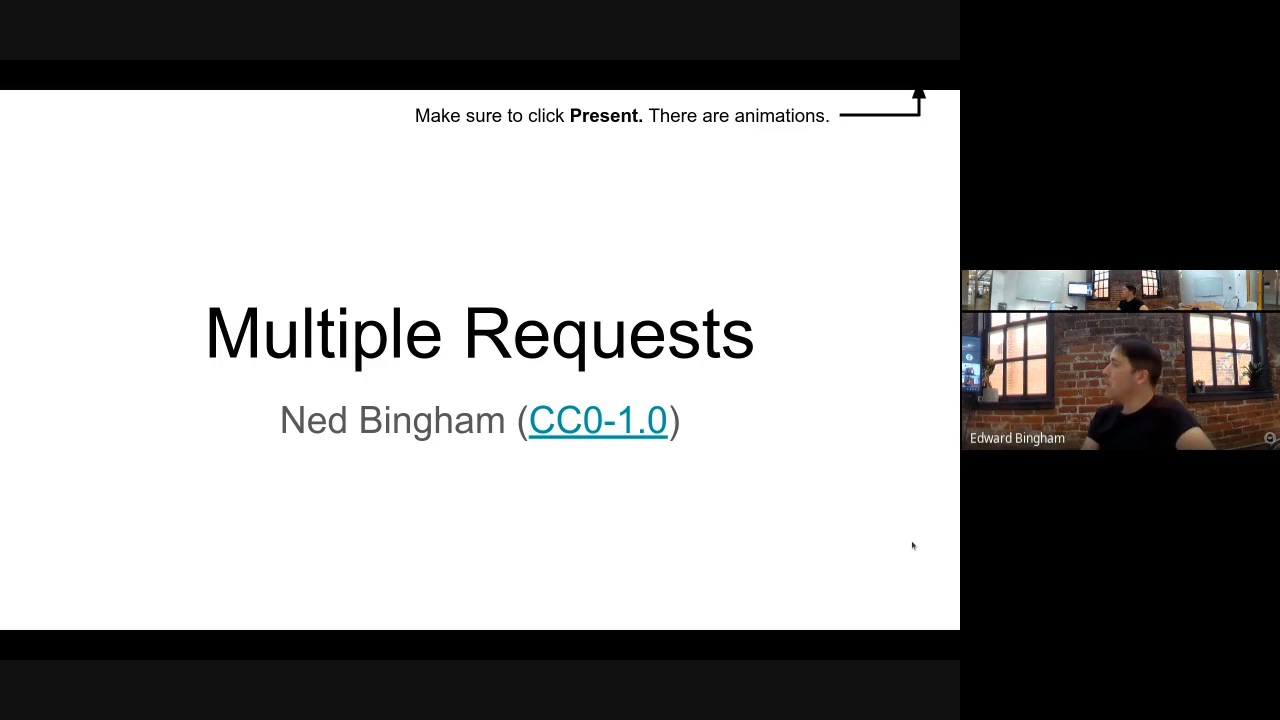 Make sure to click Present. There are animations.
Multiple Requests
Ned Bingham (CC0-1.0)
Edward Bingham